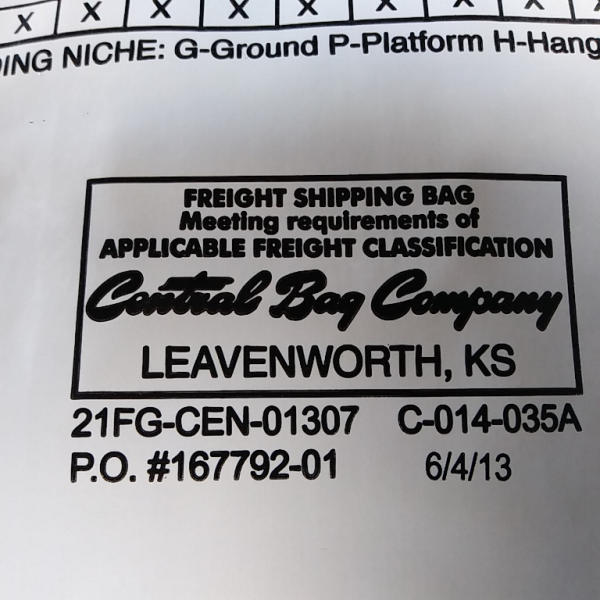 X X X X X X X X
NICHE: G-Ground P-Platform H-Hang
FREIGHT SHIPPING BAG
Meeting requirements of
APPLICABLE FREIGHT CLASSIFICATION
Central Bag Company
LEAVENWORTH, KS
21FG-CEN-01307 C-014-035A
P.O. #167792-01 6/4/13